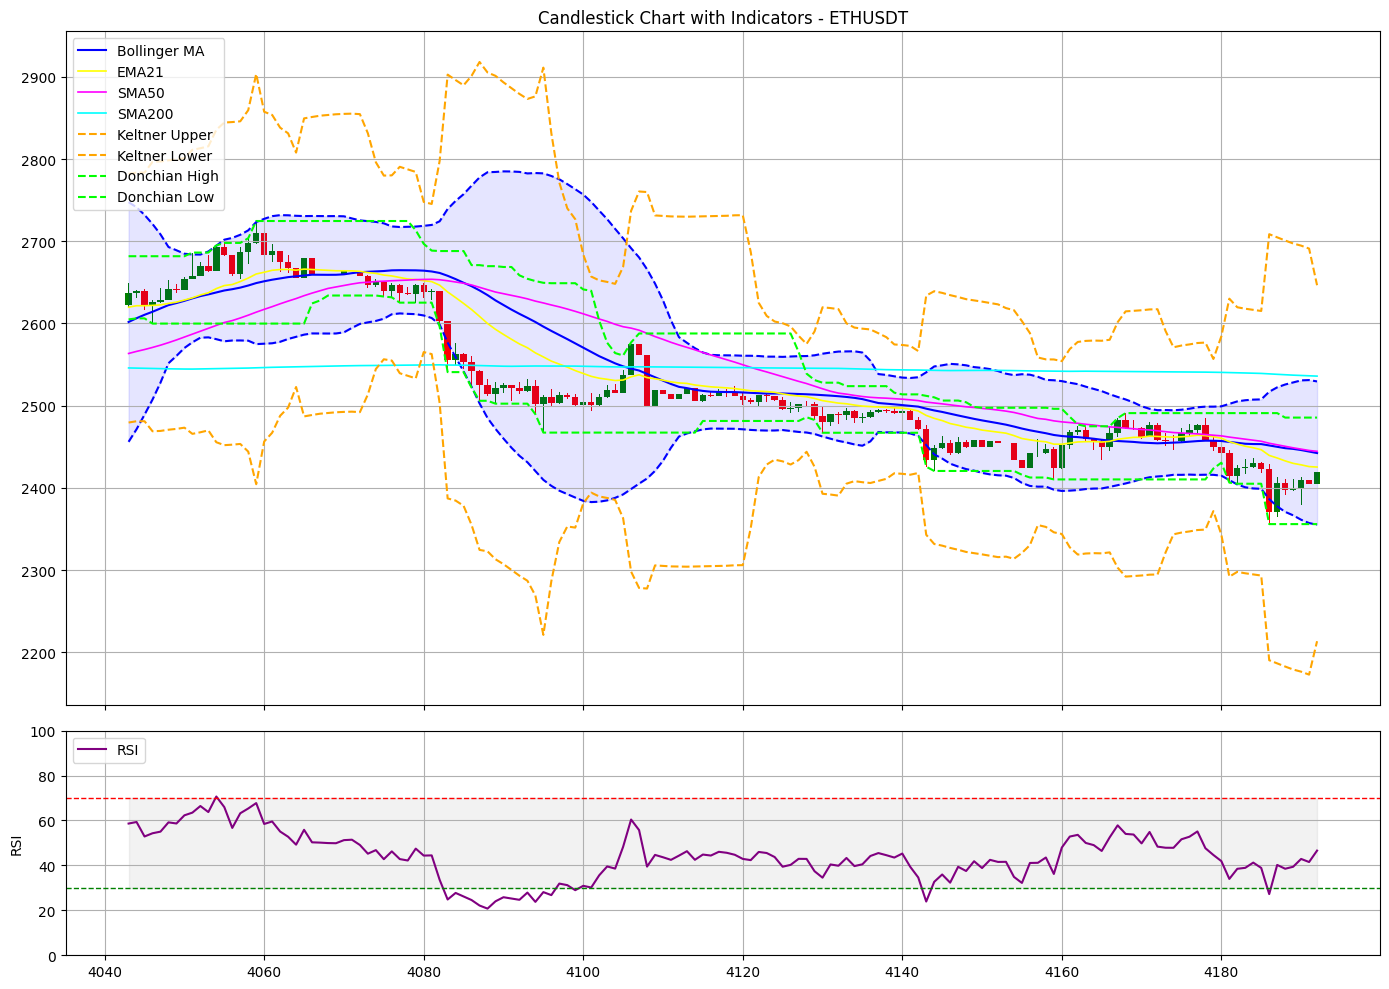 Candlestick Chart with Indicators - ETHUSDT
Bollinger MA
EMA21
SMA50
SMA200
Keltner Upper
Keltner Lower
Donchian High
Donchian Low
2900
2800
2700
2600
2500
2400
2300
2200
RSI
100
80
60
40
20
0
RSI
4040 4060 4080 4100 4120 4140 4160 4180